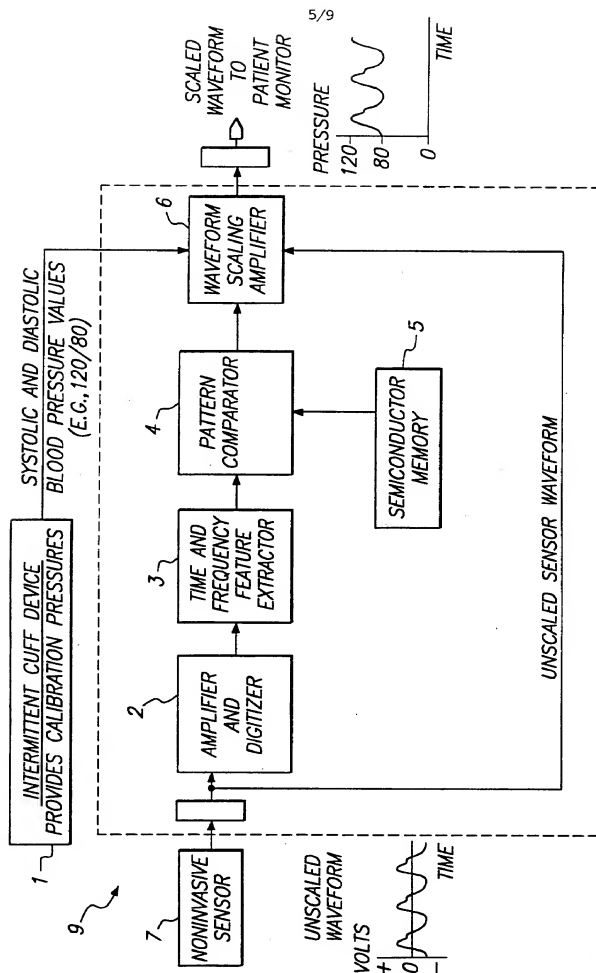 5/9
INTERMITTENT CUFF DEVICE
PROVIDES CALIBRATION PRESSURES
1
SYSTOLIC AND DIASTOLIC
BLOOD PRESSURE VALUES
(E.G.,120/80)
9
7
NONINVASIVE
SENSOR
2
AMPLIFIER
AND
DIGITIZER
3
TIME AND
FREQUENCY
FEATURE
EXTRACTOR
4
PATTERN
COMPARATOR
6
WAVEFORM
SCALING
AMPLIFIER
SCALED
WAVEFORM
TO
PATIENT
MONITOR
5
SEMICONDUCTOR
MEMORY
UNSCALED SENSOR WAVEFORM
UNSCALED
WAVEFORM
VOLTS
+
0
–
TIME
PRESSURE
120
80
0
TIME